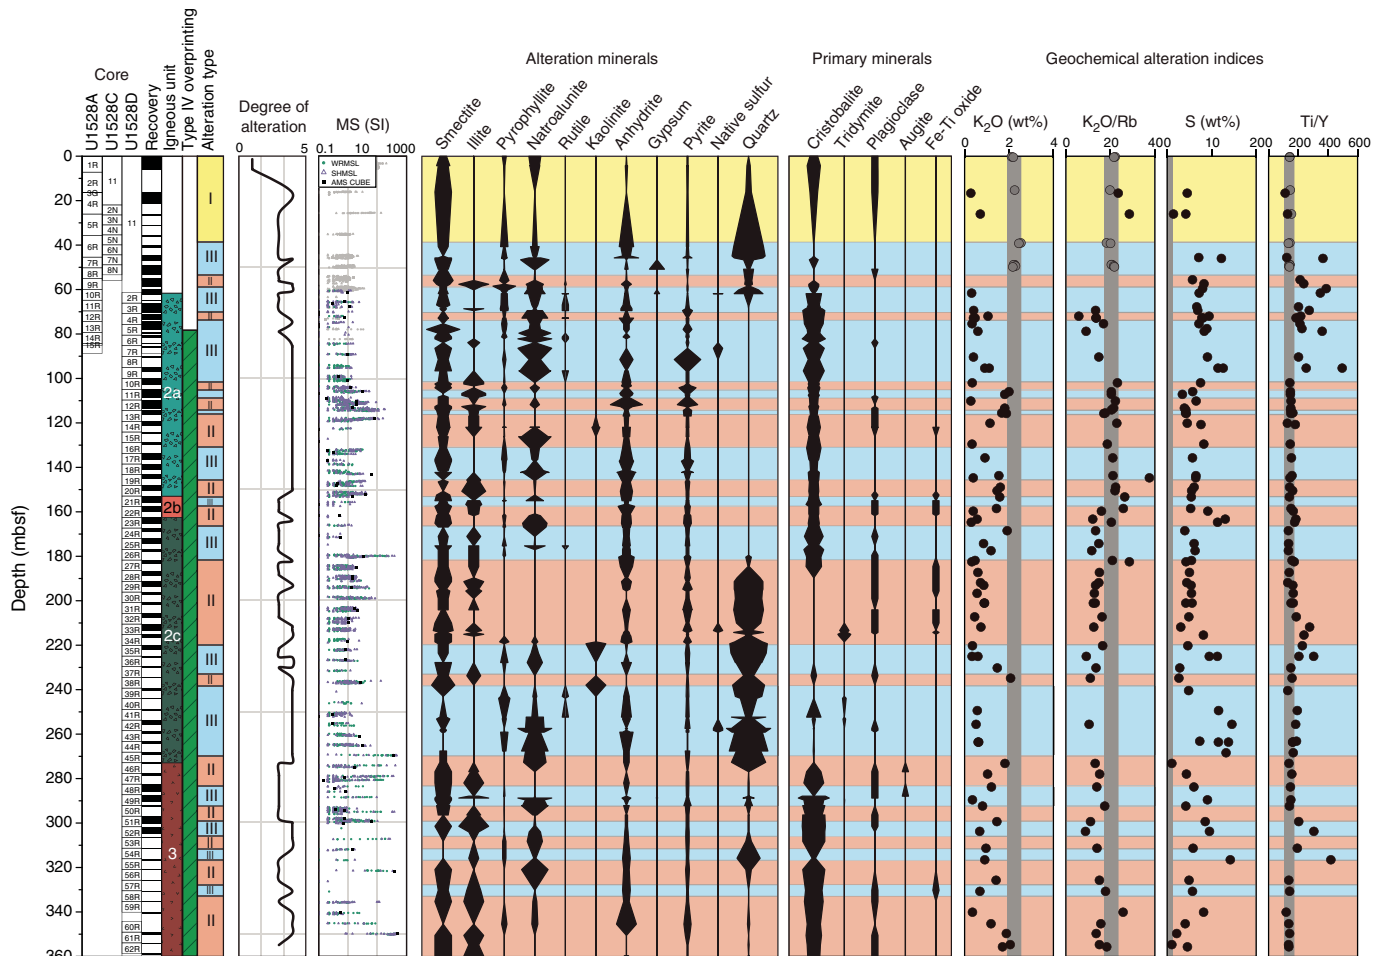 Alteration minerals
Primary minerals
Geochemical alteration indices
Core
U1528A
U1528C
U1528D
Recovery
Igneous unit
Type IV overprinting
Alteration type
Degree of alteration
0 5
MS (SI)
0.1 10 1000
WRMSL
SHMSL
AMS CUBE
Smectite
Illite
Pyrophyllite
Natroalunite
Rutile
Kaolinite
Anhydrite
Gypsum
Pyrite
Native sulfur
Quartz
Cristobalite
Tridymite
Plagioclase
Augite
Fe-Ti oxide
K₂O (wt%)
0 2 4
K₂O/Rb
0 20 40
S (wt%)
0 10 20
Ti/Y
0 200 400 600
Depth (mbsf)
0
20
40
60
80
100
120
140
160
180
200
220
240
260
280
300
320
340
360
1R
2R
3G
4R
5R
6R
7R
8R
9R
10R
11R
12R
13R
14R
15R
11
2N
3N
4N
5N
6N
7N
8N
11
2R
3R
4R
6R
7R
9R
10R
11R
12R
13R
14R
15R
16R
17R
18R
19R
20R
21R
22R
23R
24R
25R
26R
27R
28R
29R
30R
31R
32R
33R
34R
35R
36R
37R
38R
39R
40R
41R
42R
43R
44R
45R
46R
47R
48R
49R
50R
51R
52R
53R
54R
55R
56R
57R
58R
59R
60R
61R
62R
2a
2b
2c
3
I
III
II
III
II
III
II
II
II
III
II
III
II
III
II
III
II
III
II
III
II
III
II
III
II
III
II